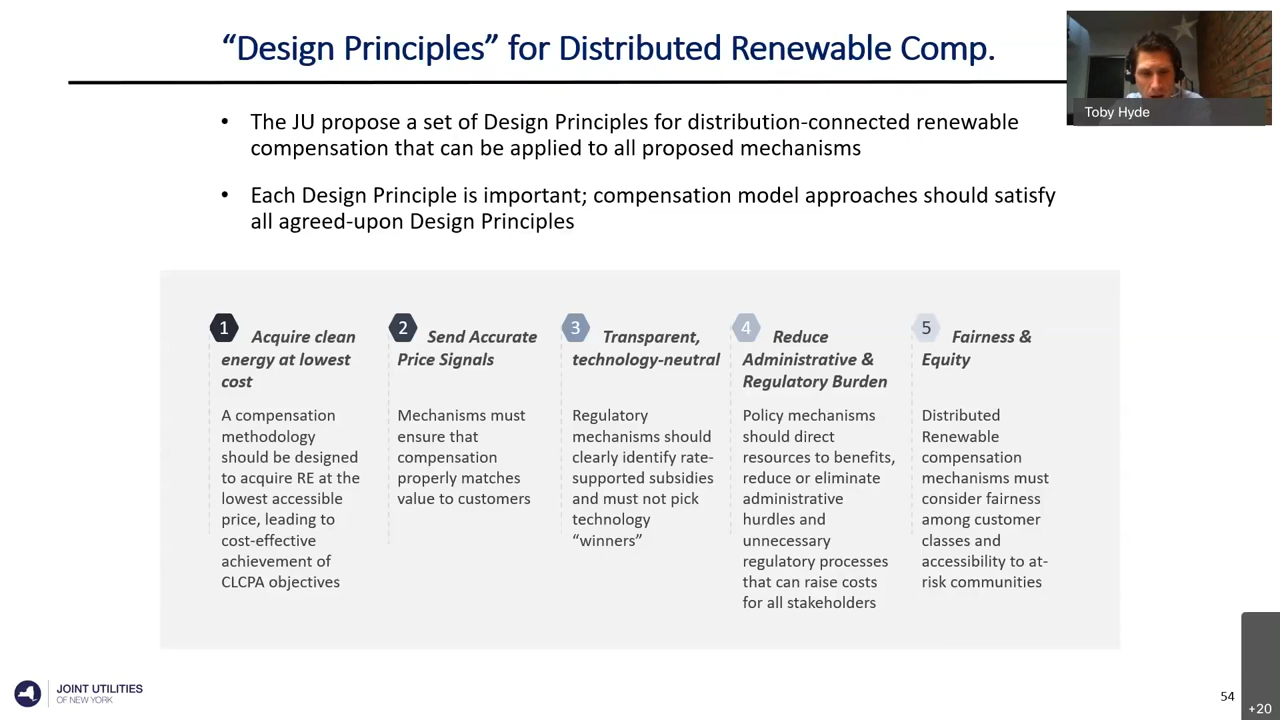 “Design Principles” for Distributed Renewable Comp.
Toby Hyde
• The JU propose a set of Design Principles for distribution-connected renewable
compensation that can be applied to all proposed mechanisms
• Each Design Principle is important; compensation model approaches should satisfy
all agreed-upon Design Principles
1 Acquire clean
energy at lowest
cost
A compensation
methodology
should be designed
to acquire RE at the
lowest accessible
price, leading to
cost-effective
achievement of
CLCPA objectives
2 Send Accurate
Price Signals
Mechanisms must
ensure that
compensation
properly matches
value to customers
3 Transparent,
technology-neutral
Regulatory
mechanisms should
clearly identify rate-
supported subsidies
and must not pick
technology
“winners”
4 Reduce
Administrative &
Regulatory Burden
Policy mechanisms
should direct
resources to benefits,
reduce or eliminate
administrative
hurdles and
unnecessary
regulatory processes
that can raise costs
for all stakeholders
5 Fairness &
Equity
Distributed
Renewable
compensation
mechanisms must
consider fairness
among customer
classes and
accessibility to at-
risk communities
JOINT UTILITIES
OF NEW YORK
54
+20